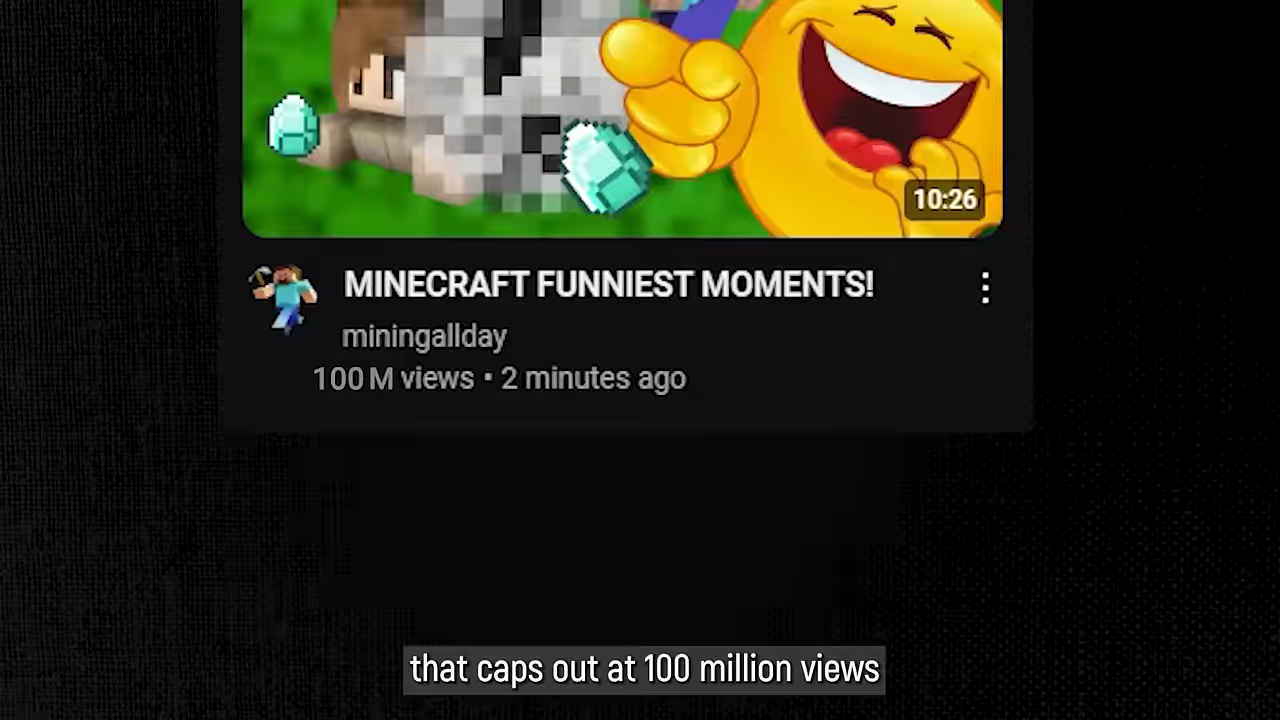 10:26
MINECRAFT FUNNIEST MOMENTS!
miningallday
100 M views • 2 minutes ago
that caps out at 100 million views